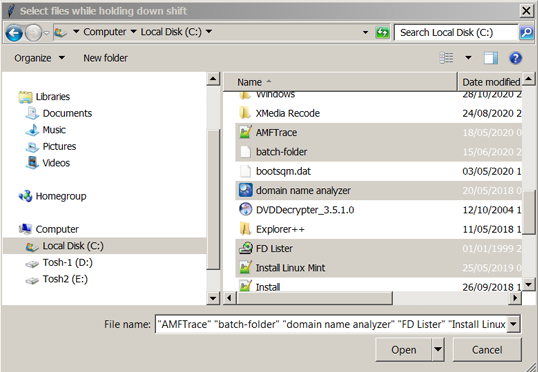 Select files while holding down shift
Computer Local Disk (C:) Search Local Disk (C:)
Organize New folder
Name Date modified
Libraries
Documents
Music
Pictures
Videos
Homegroup
Computer
Local Disk (C:)
Tosh-1 (D:)
Tosh2 (E:)
Windows 28/10/2020 2
XMedia Recode 24/08/2020 0
AMFTrace 18/05/2020 0
batch-folder 15/06/2020 2
bootsqm.dat 03/05/2020 1
domain name analyzer 20/05/2018 0
DVDDecrypter_3.5.1.0 12/10/2004 1
Explorer++ 11/05/2018 1
FD Lister 01/01/1999 2
Install Linux Mint 25/05/2019 0
Install 26/09/2018 1
File name: "AMFTrace" "batch-folder" "domain name analyzer" "FD Lister" "Install Linux
Open Cancel